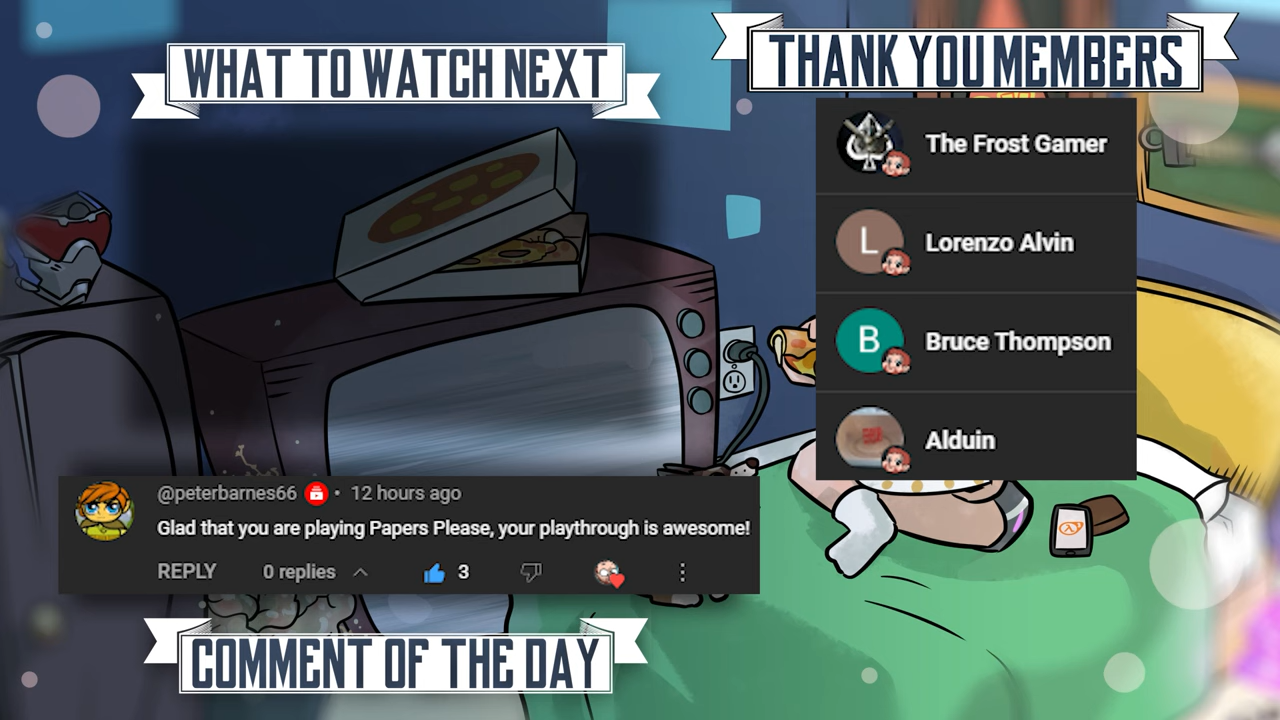 WHAT TO WATCH NEXT
THANK YOU MEMBERS
The Frost Gamer
L
Lorenzo Alvin
B
Bruce Thompson
Alduin
@peterbarnes66 • 12 hours ago
Glad that you are playing Papers Please, your playthrough is awesome!
REPLY 0 replies 3
COMMENT OF THE DAY